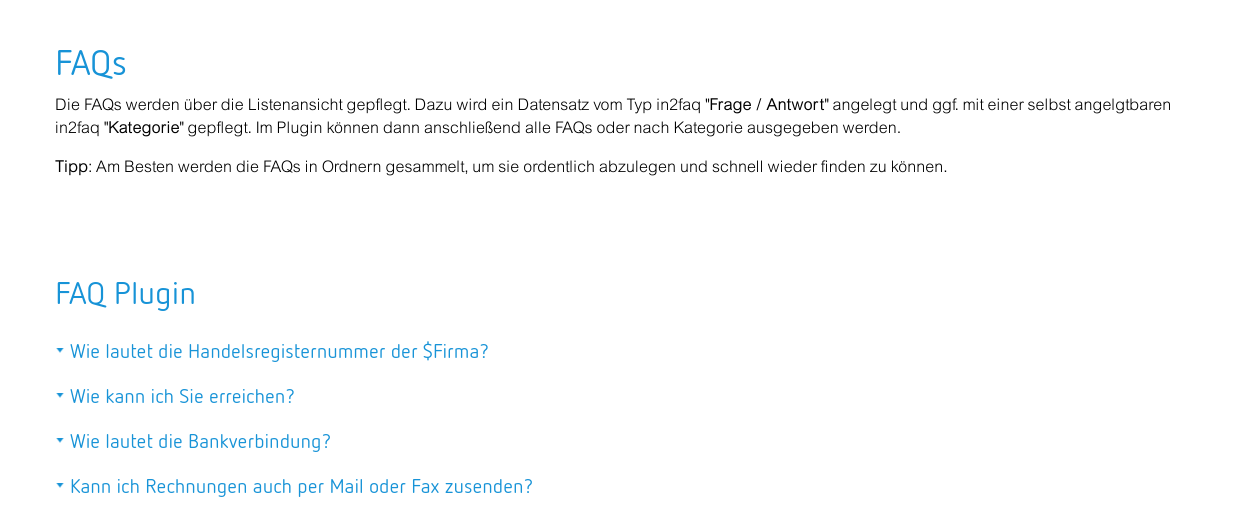 FAQs
Die FAQs werden über die Listenansicht gepflegt. Dazu wird ein Datensatz vom Typ in2faq "Frage / Antwort" angelegt und ggf. mit einer selbst angelgtbaren
in2faq "Kategorie" gepflegt. Im Plugin können dann anschließend alle FAQs oder nach Kategorie ausgegeben werden.
Tipp: Am Besten werden die FAQs in Ordnern gesammelt, um sie ordentlich abzulegen und schnell wieder finden zu können.
FAQ Plugin
Wie lautet die Handelsregisternummer der $Firma?
Wie kann ich Sie erreichen?
Wie lautet die Bankverbindung?
Kann ich Rechnungen auch per Mail oder Fax zusenden?